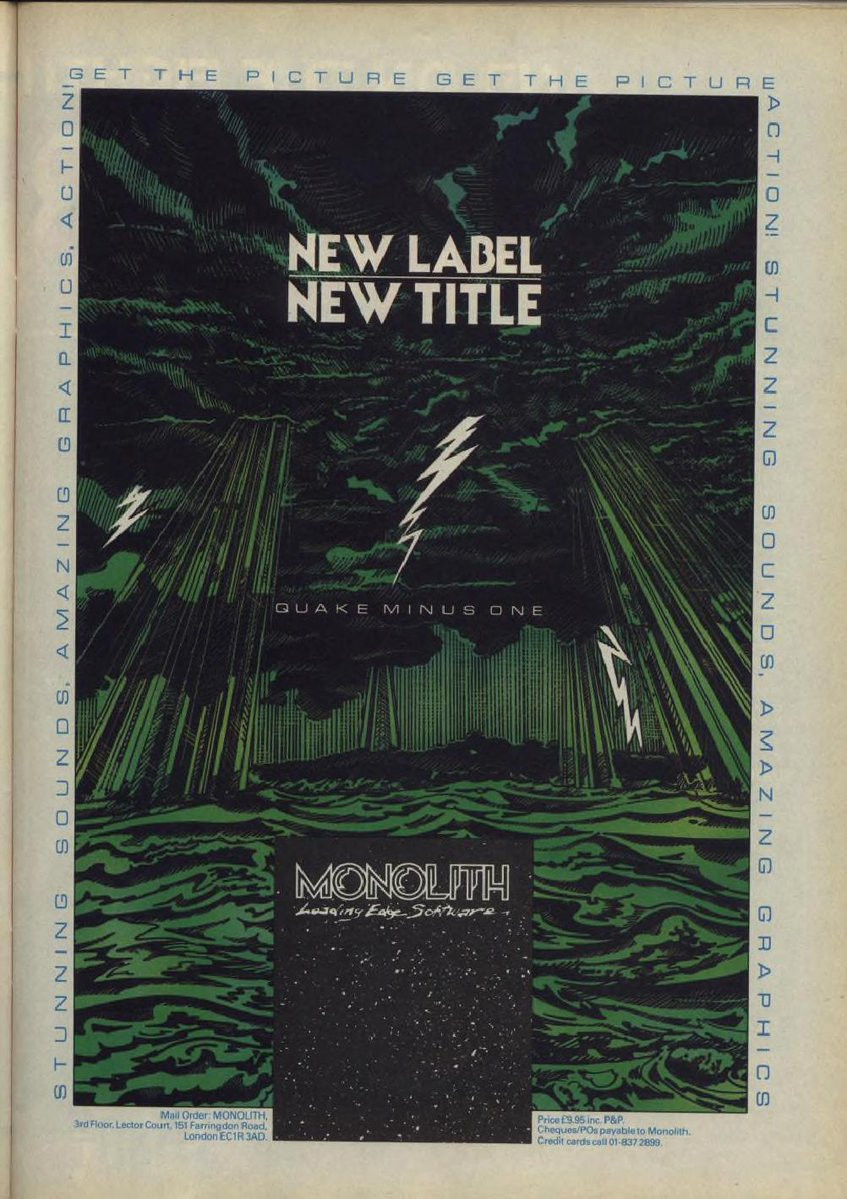 GET THE PICTURE GET THE PICTURE
ACTION! STUNNING SOUNDS, AMAZING GRAPHICS
STUNNING SOUNDS, AMAZING GRAPHICS, ACTION!
NEW LABEL
NEW TITLE
QUAKE MINUS ONE
MONOLITH
Leading Edge Software
Mail Order: MONOLITH,
3rd Floor, Lector Court, 151 Farringdon Road,
London EC1R 3AD.
Price £9.95 inc. P&P.
Cheques/POs payable to Monolith.
Credit cards call 01-837 2899.